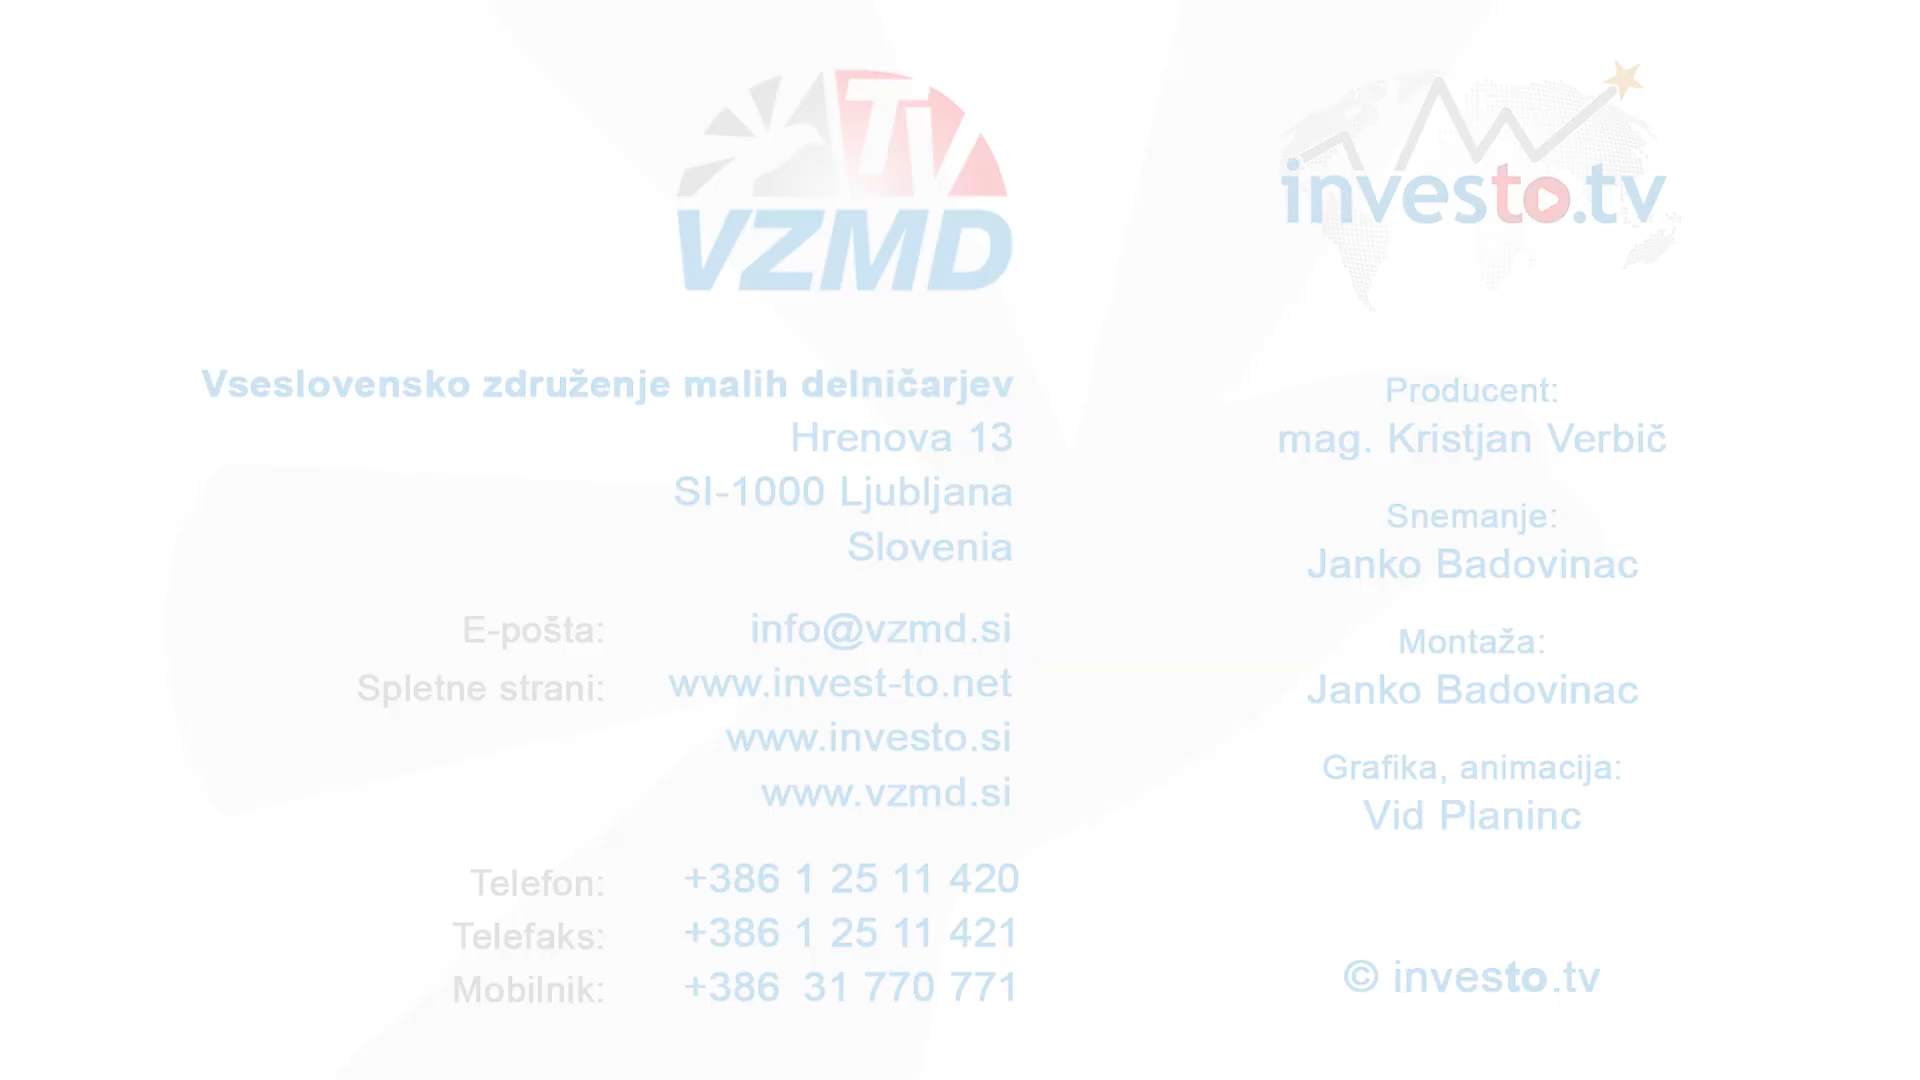 TV
VZMD
Vseslovensko združenje malih delničarjev
Hrenova 13
SI-1000 Ljubljana
Slovenia
E-pošta: info@vzmd.si
Spletne strani: www.invest-to.net
www.investo.si
www.vzmd.si
Telefon: +386 1 25 11 420
Telefaks: +386 1 25 11 421
Mobilnik: +386 31 770 771
investo.tv
Producent:
mag. Kristjan Verbič
Snemanje:
Janko Badovinac
Montaža:
Janko Badovinac
Grafika, animacija:
Vid Planinc
© investo.tv